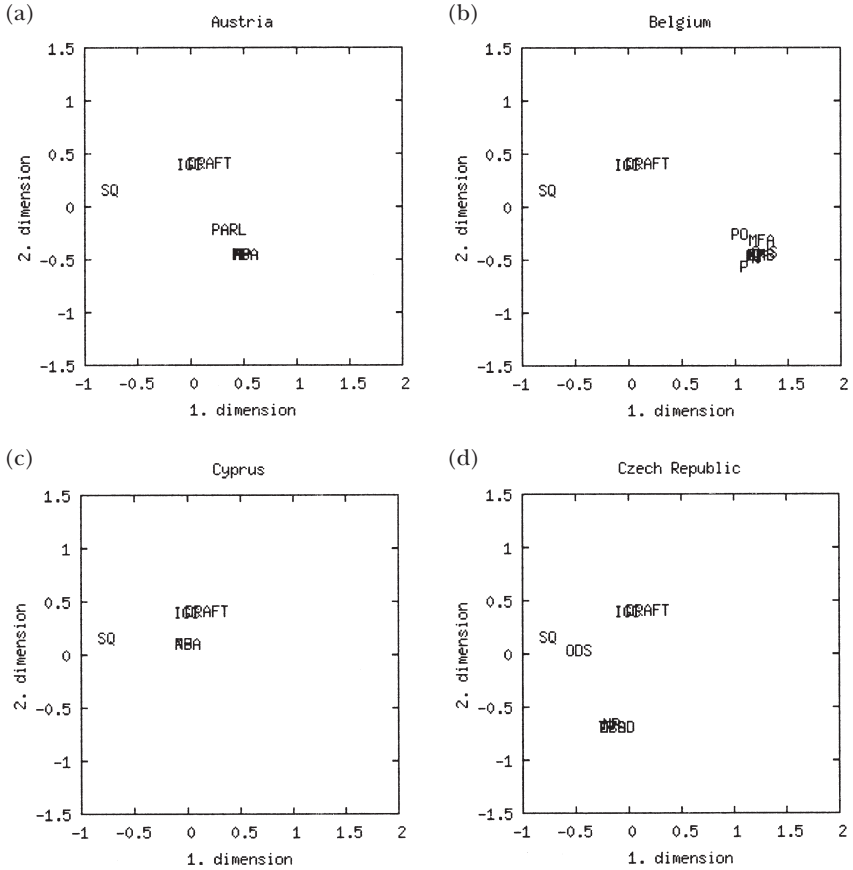 (a)
Austria
1.5
1
0.5
0
-0.5
-1
-1.5
2. dimension
SQ
DRAFT
PARL
-1 -0.5 0 0.5 1 1.5 2
1. dimension
(b)
Belgium
1.5
1
0.5
0
-0.5
-1
-1.5
2. dimension
SQ
DRAFT
PO
MFA
P
-1 -0.5 0 0.5 1 1.5 2
1. dimension
(c)
Cyprus
1.5
1
0.5
0
-0.5
-1
-1.5
2. dimension
SQ
DRAFT
-1 -0.5 0 0.5 1 1.5 2
1. dimension
(d)
Czech Republic
1.5
1
0.5
0
-0.5
-1
-1.5
2. dimension
SQ
DRAFT
ODS
-1 -0.5 0 0.5 1 1.5 2
1. dimension